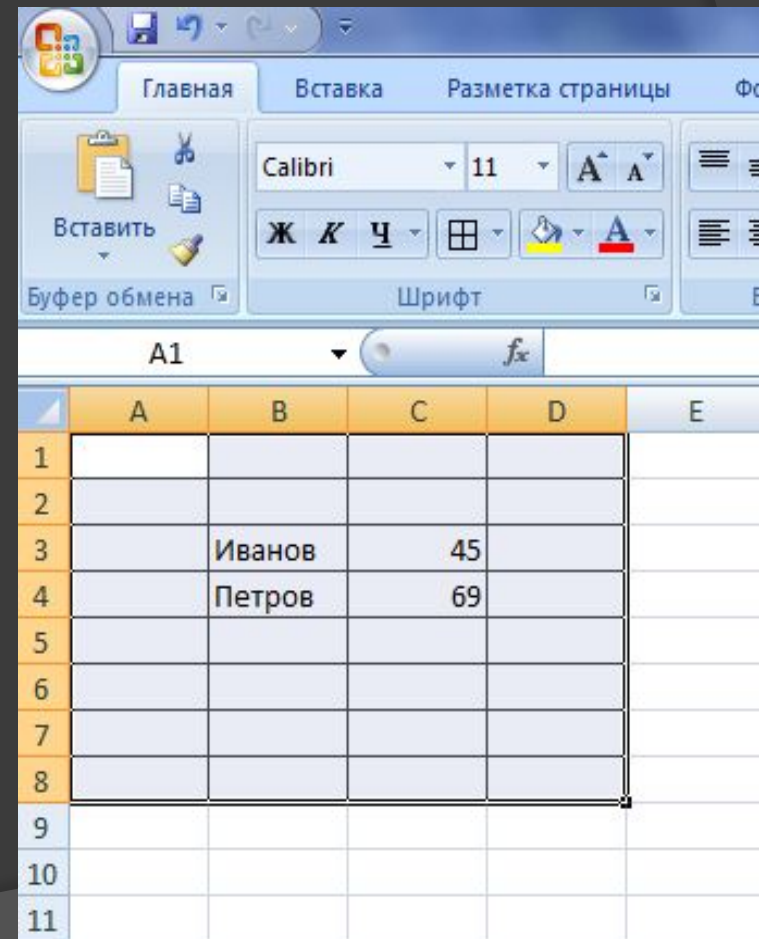 Главная Вставка Разметка страницы
Calibri 11 A A
Вставить Ж К Ч A
Буфер обмена Шрифт
A1 fx
A B C D E
1
2
3 Иванов 45
4 Петров 69
5
6
7
8
9
10
11